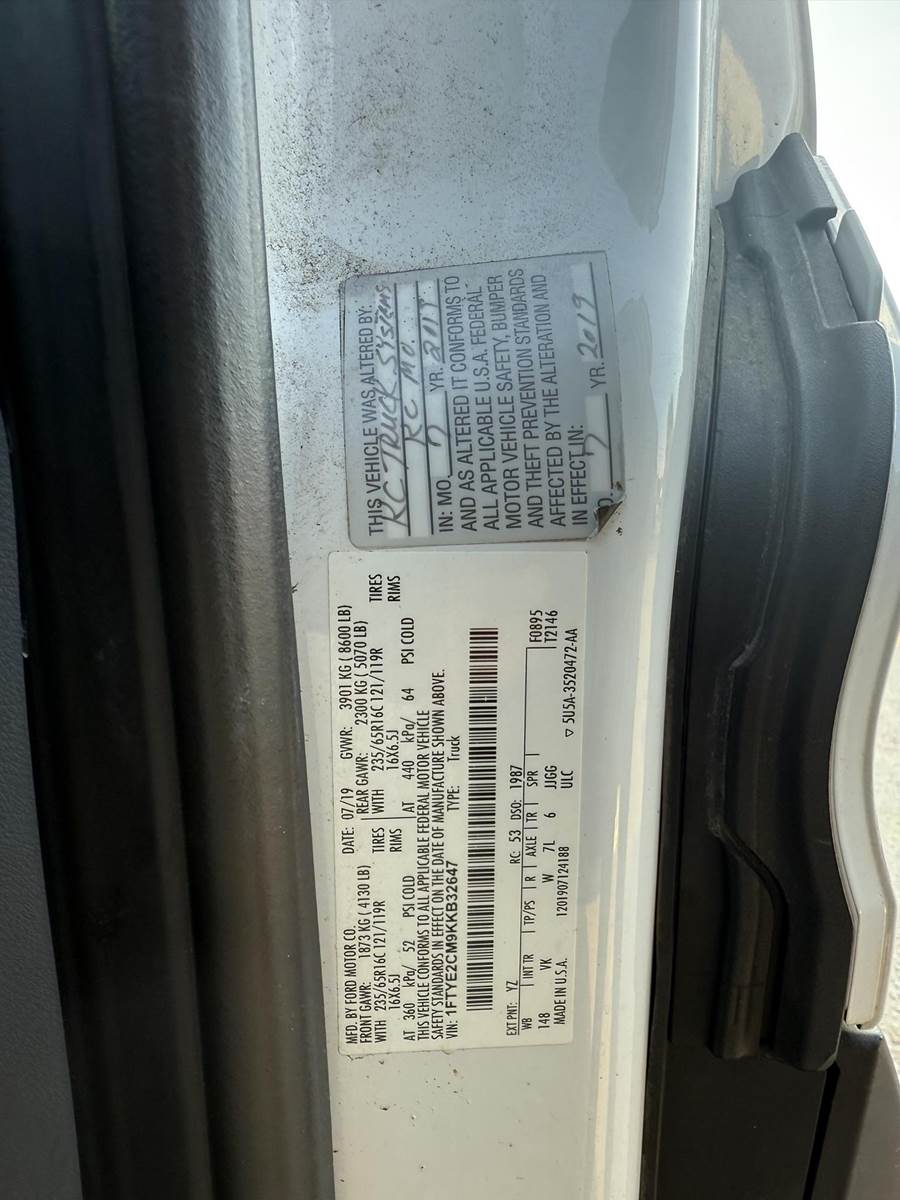 MFD. BY FORD MOTOR CO. DATE: 07/19 GVWR: 3901 KG ( 8600 LB)
FRONT GAWR: 1873 KG ( 4130 LB) REAR GAWR: 2300 KG ( 5070 LB)
WITH 235/65R16C 121/119R TIRES WITH 235/65R16C 121/119R TIRES
16X6.5J RIMS 16X6.5J RIMS
AT 360 kPa/ 52 PSI COLD AT 440 kPa/ 64 PSI COLD
THIS VEHICLE CONFORMS TO ALL APPLICABLE FEDERAL MOTOR VEHICLE
SAFETY STANDARDS IN EFFECT ON THE DATE OF MANUFACTURE SHOWN ABOVE.
VIN: 1FTYE2CM9KKB32647 TYPE: Truck
EXT PNT: YZ RC: 53 DSO: 1987 F0895
WB INT TR TP/PS R AXLE TR SPR T2146
148 VK W 7L 6 JJGG
ULC
MADE IN U.S.A. 1201907124188 5U5A-3520472-AA
THIS VEHICLE WAS ALTERED BY:
RC TRUCK SYSTEMS
RC MO.
IN: MO. 7 YR. 2019
AND AS ALTERED IT CONFORMS TO
ALL APPLICABLE U.S.A. FEDERAL
MOTOR VEHICLE SAFETY, BUMPER
AND THEFT PREVENTION STANDARDS
AFFECTED BY THE ALTERATION AND
IN EFFECT IN:
7 YR. 2019